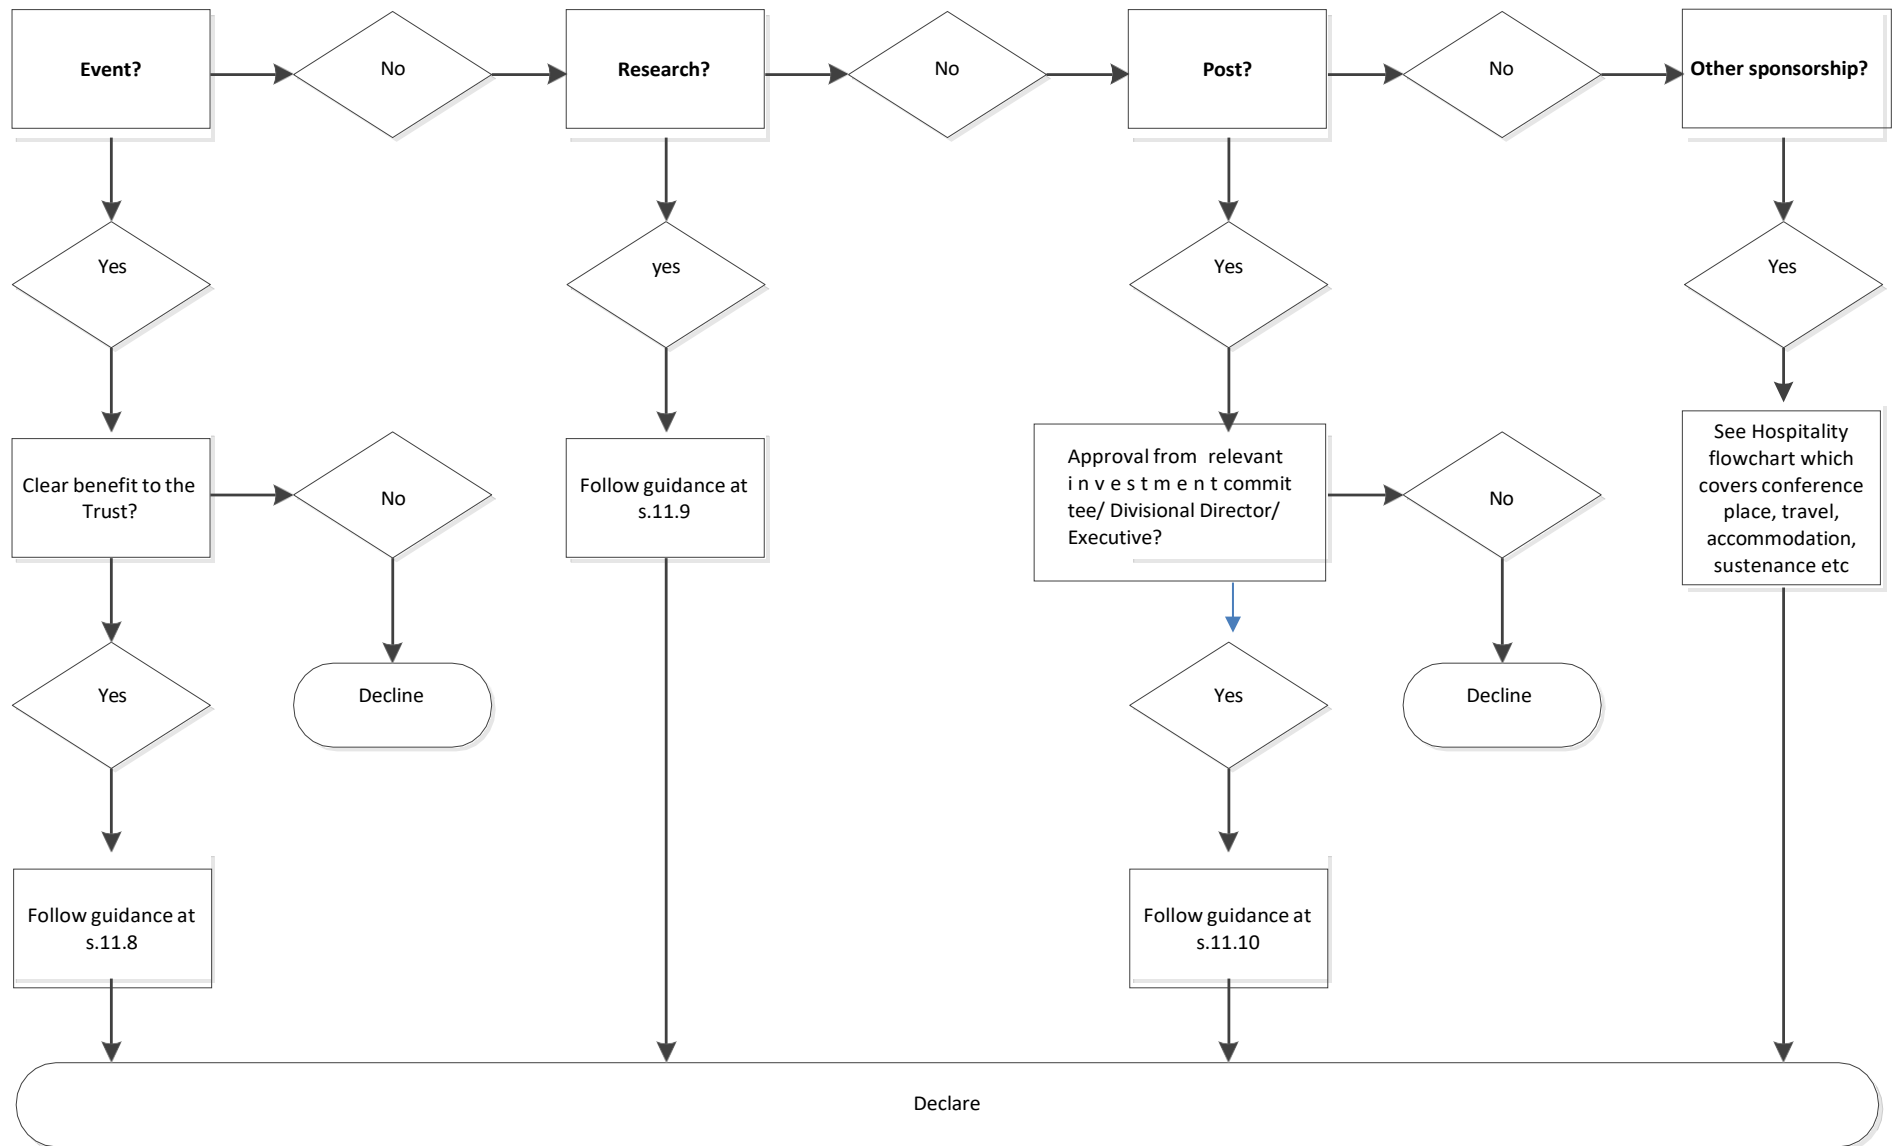 Event?
No
Research?
No
Post?
No
Other sponsorship?
Yes
yes
Yes
Yes
Clear benefit to the
Trust?
No
Follow guidance at
s.11.9
Approval from relevant
i n v e s t m e n t commit
tee/ Divisional Director/
Executive?
No
See Hospitality
flowchart which
covers conference
place, travel,
accommodation,
sustenance etc
Yes
Decline
Yes
Decline
Follow guidance at
s.11.8
Follow guidance at
s.11.10
Declare